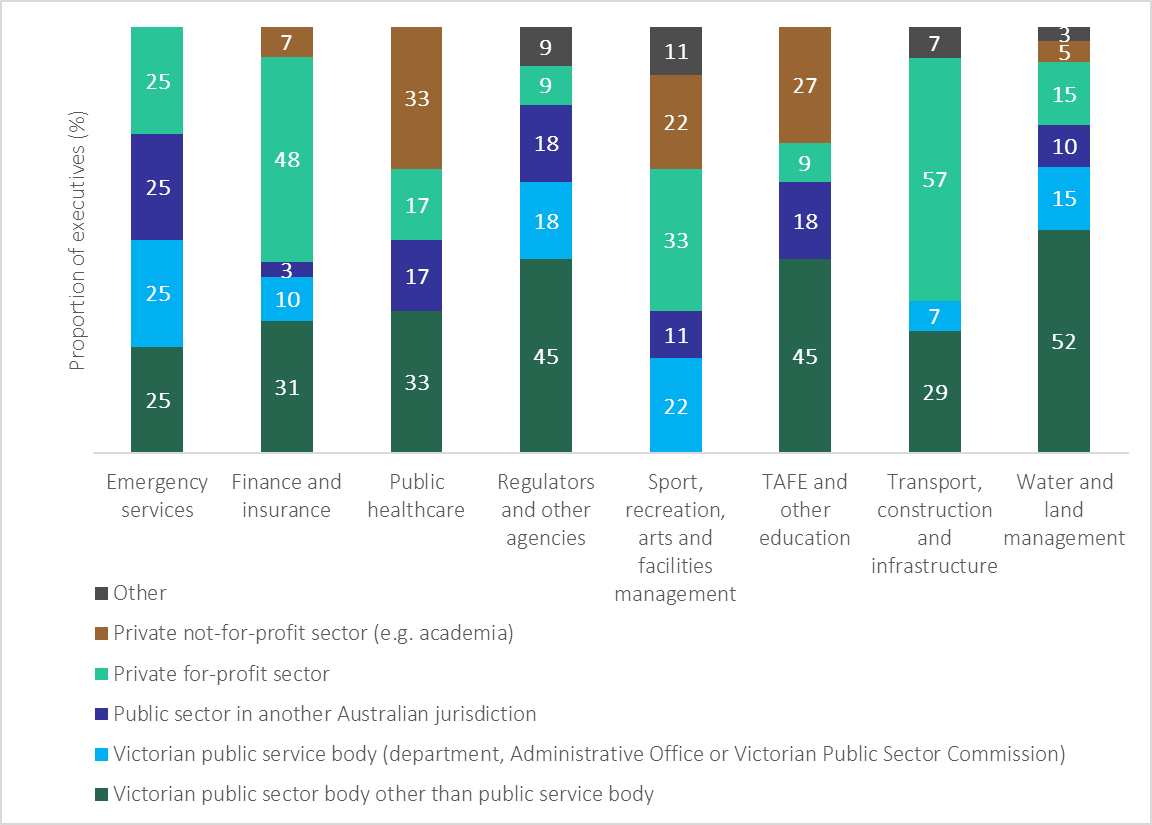 Proportion of executives (%)
25
25
25
25
7
48
3
10
31
33
17
17
33
9
9
18
18
45
11
22
33
11
22
27
9
18
45
7
57
7
29
3
5
15
10
15
52
Emergency
services
Finance and
insurance
Public
healthcare
Regulators
and other
agencies
Sport,
recreation,
arts and
facilities
management
TAFE and
other
education
Transport,
construction
and
infrastructure
Water and
land
management
Other
Private not-for-profit sector (e.g. academia)
Private for-profit sector
Public sector in another Australian jurisdiction
Victorian public service body (department, Administrative Office or Victorian Public Sector Commission)
Victorian public sector body other than public service body